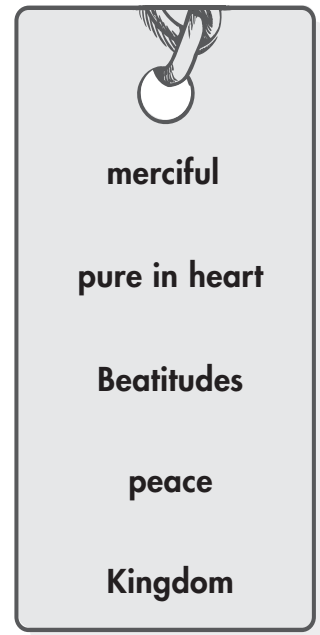 merciful
pure in heart
Beatitudes
peace
Kingdom